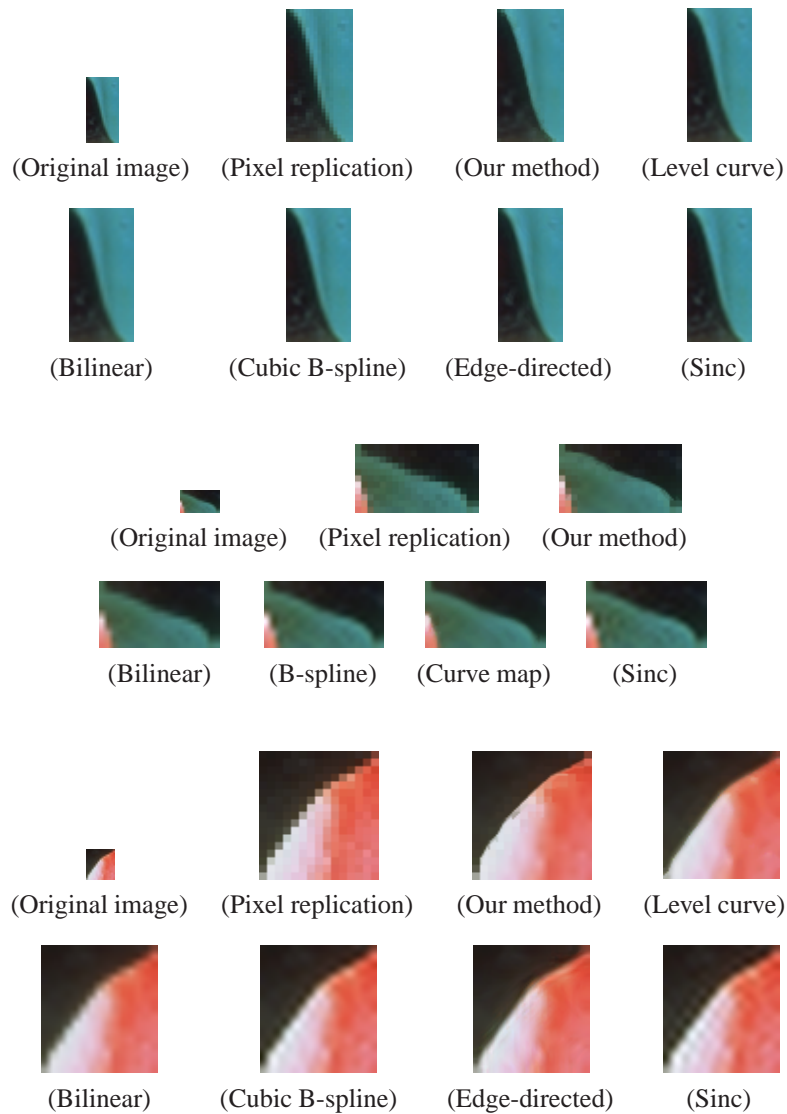 (Original image) (Pixel replication) (Our method) (Level curve)
(Bilinear) (Cubic B-spline) (Edge-directed) (Sinc)
(Original image) (Pixel replication) (Our method)
(Bilinear) (B-spline) (Curve map) (Sinc)
(Original image) (Pixel replication) (Our method) (Level curve)
(Bilinear) (Cubic B-spline) (Edge-directed) (Sinc)